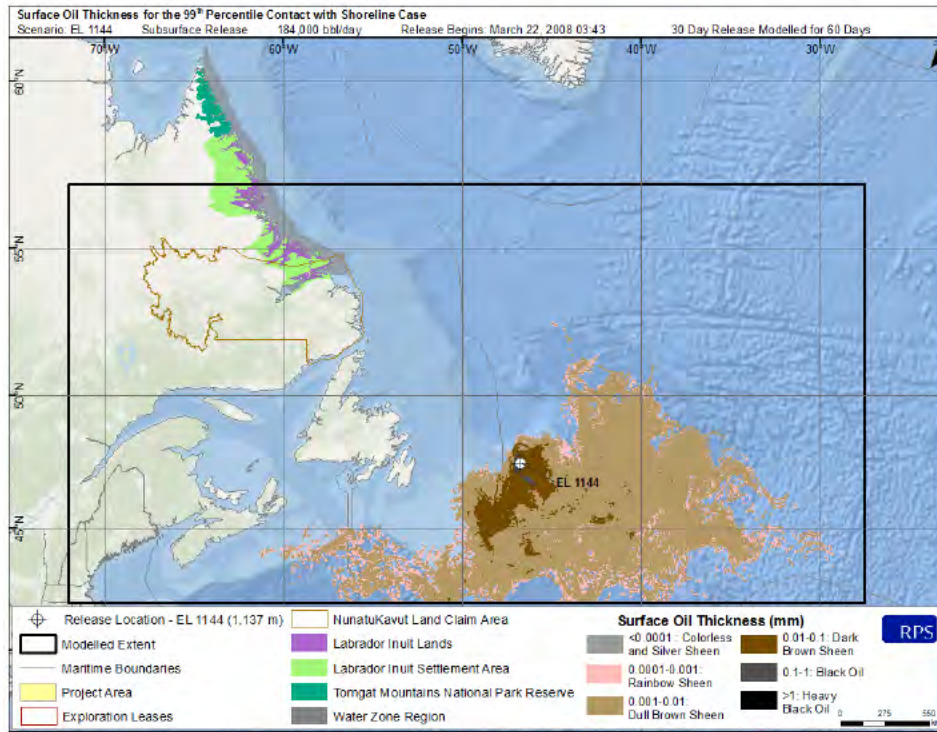 Surface Oil Thickness for the 99th Percentile Contact with Shoreline Case
Scenario: EL 1144 Subsurface Release 184,000 bbl/day Release Begins: March 22, 2008 03:43 30 Day Release Modelled for 60 Days
70°W 60°W 50°W 40°W 30°W
60°N
55°N
50°N
45°N
EL 1144
Release Location - EL 1144 (1,137 m)
Modelled Extent
Maritime Boundaries
Project Area
Exploration Leases
NunatuKavut Land Claim Area
Labrador Inuit Lands
Labrador Inuit Settlement Area
Torngat Mountains National Park Reserve
Water Zone Region
Surface Oil Thickness (mm)
<0.0001 : Colorless
and Silver Sheen
0.0001-0.001:
Rainbow Sheen
0.001-0.01:
Dull Brown Sheen
0.01-0.1: Dark
Brown Sheen
0.1-1: Black Oil
>1: Heavy
Black Oil
RPS
0 275 550